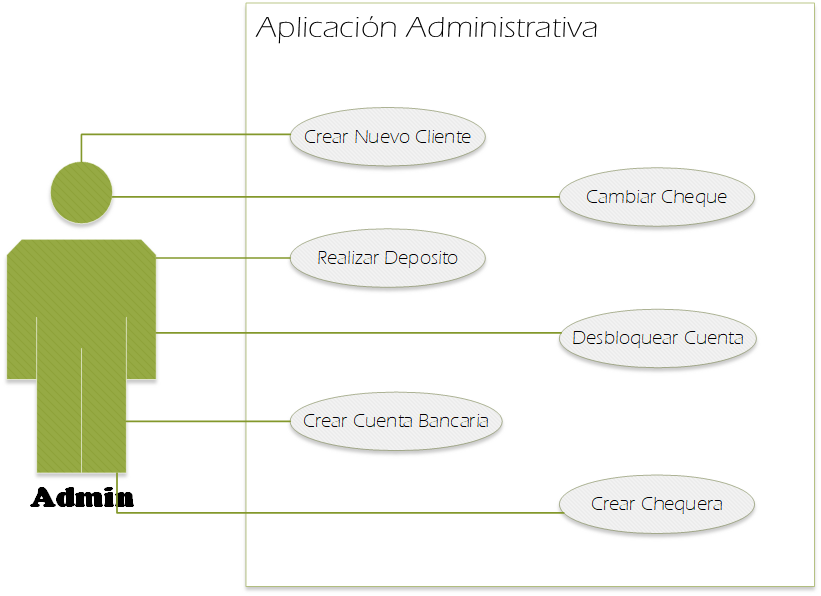 Aplicación Administrativa
Crear Nuevo Cliente
Cambiar Cheque
Realizar Deposito
Desbloquear Cuenta
Crear Cuenta Bancaria
Admin
Crear Chequera